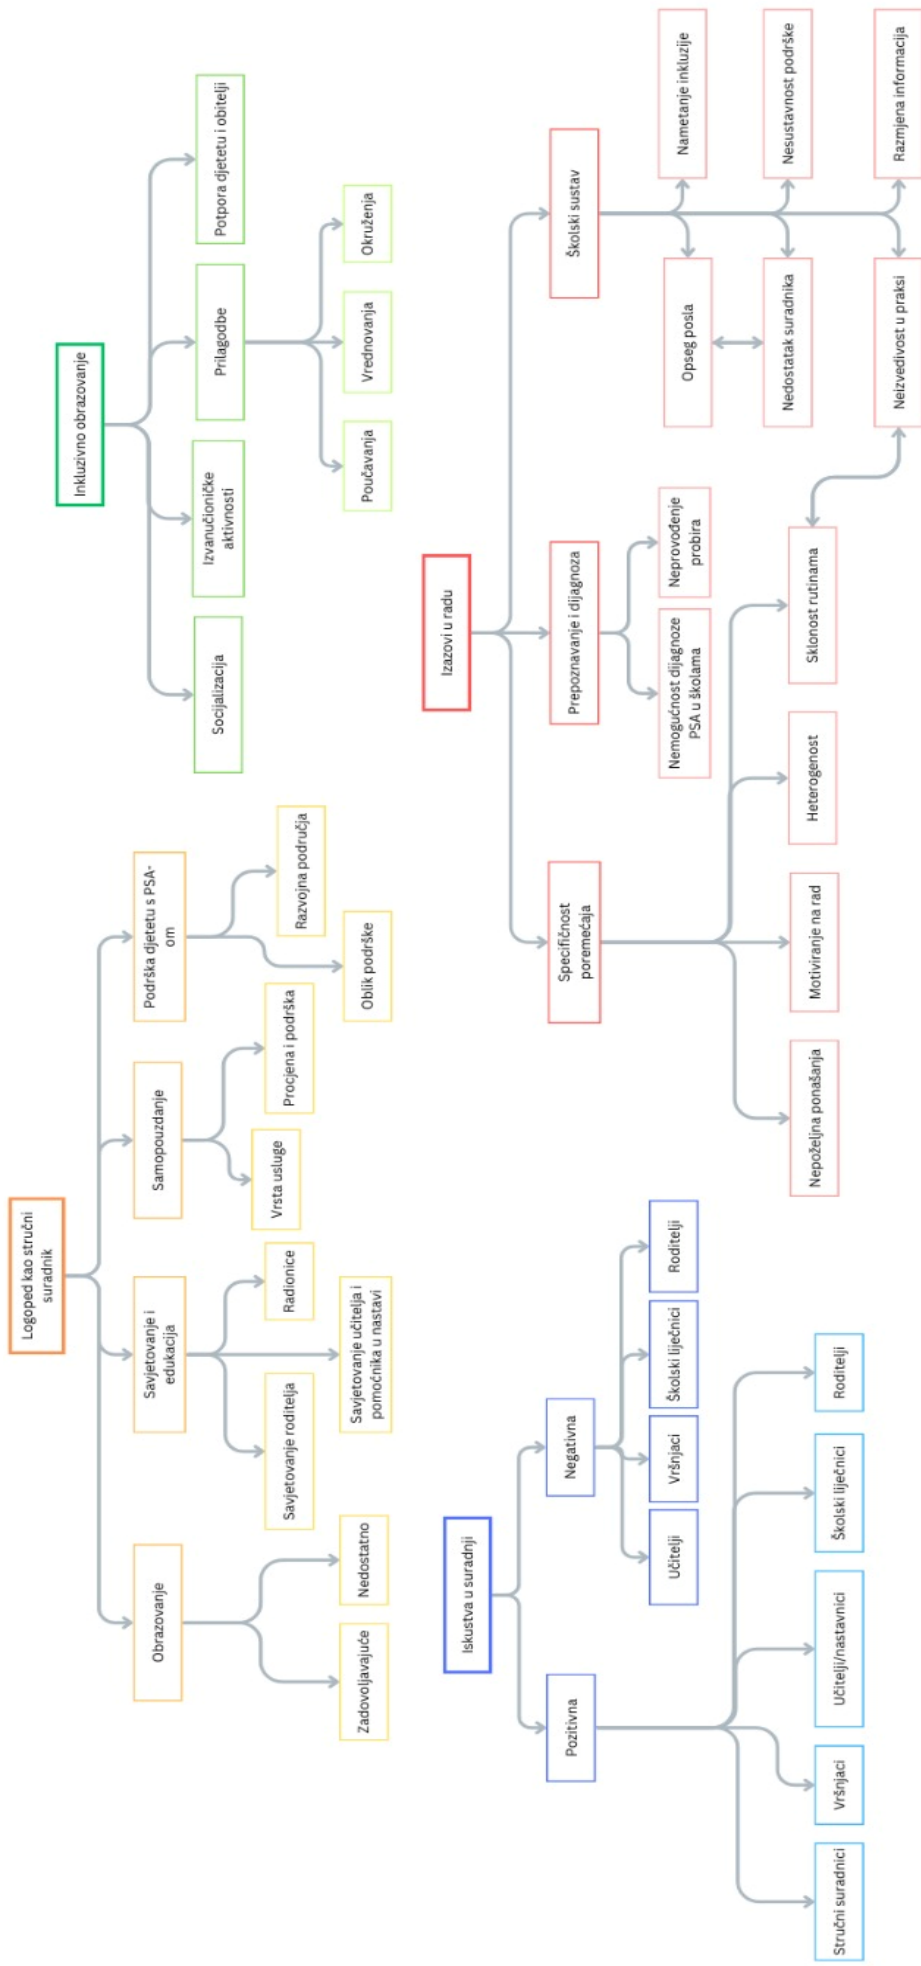 Logoped kao stručni
suradnik
Obrazovanje
Savjetovanje i
edukacija
Samopouzdanje
Podrška djetetu s PSA-
om
Zadovoljavajuće
Nedostatno
Savjetovanje roditelja
Savjetovanje učitelja i
pomoćnika u nastavi
Radionice
Vrsta usluge
Procjena i podrška
Oblik podrške
Razvojna područja
Inkluzivno obrazovanje
Socijalizacija
Izvanučioničke
aktivnosti
Prilagodbe
Potpora djetetu i obitelji
Poučavanja
Vrednovanja
Okruženja
Iskustva u suradnji
Pozitivna
Negativna
Učitelji
Vršnjaci
Školski liječnici
Roditelji
Stručni suradnici
Vršnjaci
Učitelji/nastavnici
Školski liječnici
Roditelji
Izazovi u radu
Specifičnost
poremećaja
Prepoznavanje i dijagnoza
Školski sustav
Nepoželjna ponašanja
Motiviranje na rad
Heterogenost
Sklonost rutinama
Nemogućnost dijagnoze
PSA u školama
Neprovođenje
probira
Opseg posla
Nametanje inkluzije
Nedostatak suradnika
Nesustavnost podrške
Neizvedivost u praksi
Razmjena informacija